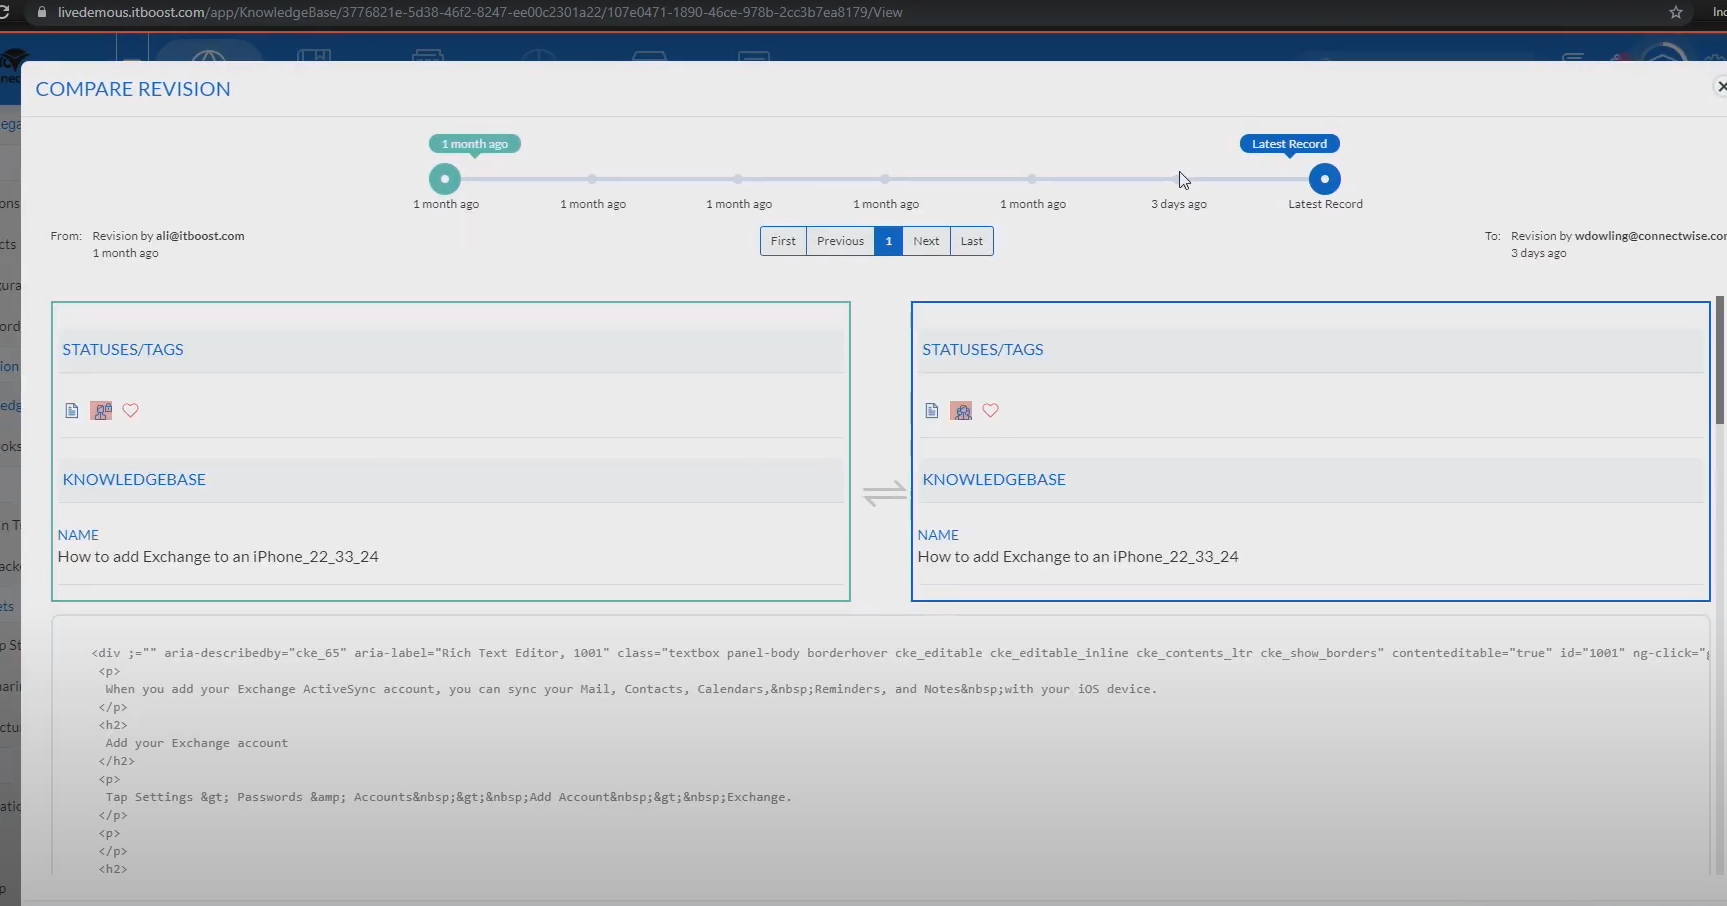 livedemous.itboost.com/app/KnowledgeBase/3776821e-5d38-46f2-8247-ee00c2301a22/107e0471-1890-46ce-978b-2cc3b7ea8179/View
COMPARE REVISION
1 month ago
Latest Record
1 month ago
1 month ago
1 month ago
1 month ago
1 month ago
3 days ago
Latest Record
From: Revision by ali@itboost.com
1 month ago
First Previous 1 Next Last
To: Revision by wdowling@connectwise.cor
3 days ago
STATUSES/TAGS
KNOWLEDGEBASE
NAME
How to add Exchange to an iPhone_22_33_24
STATUSES/TAGS
KNOWLEDGEBASE
NAME
How to add Exchange to an iPhone_22_33_24
<div ;="" aria-describedby="cke_65" aria-label="Rich Text Editor, 1001" class="textbox panel-body borderhover cke_editable cke_editable_inline cke_contents_ltr cke_show_borders" contenteditable="true" id="1001" ng-click="g
<p>
When you add your Exchange ActiveSync account, you can sync your Mail, Contacts, Calendars,&nbsp;Reminders, and Notes&nbsp;with your iOS device.
</p>
<h2>
Add your Exchange account
</h2>
<p>
Tap Settings &gt; Passwords &amp; Accounts&nbsp;&gt;&nbsp;Add Account&nbsp;&gt;&nbsp;Exchange.
</p>
<p>
</p>
<h2>